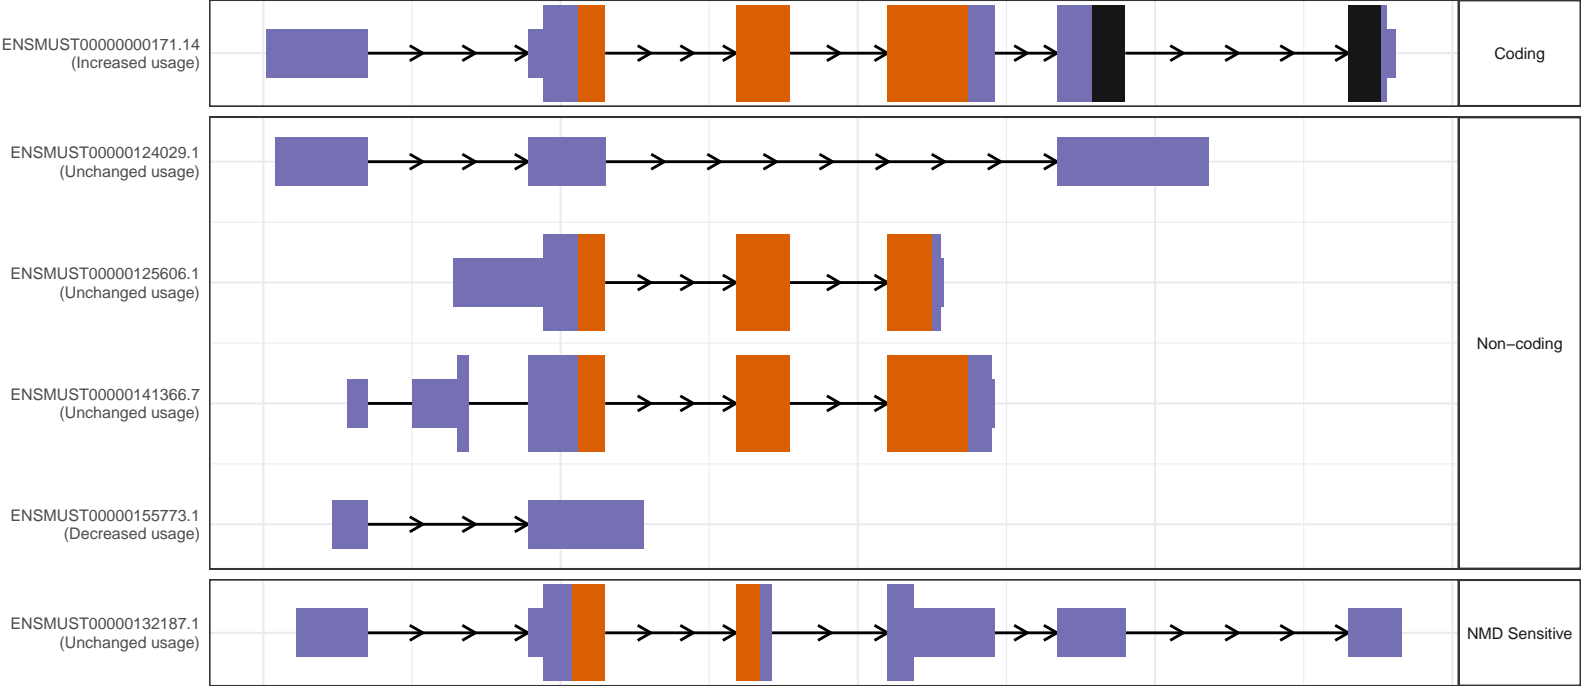 ENSMUST00000000171.14
(Increased usage)
Coding
ENSMUST00000124029.1
(Unchanged usage)
ENSMUST00000125606.1
(Unchanged usage)
Non−coding
ENSMUST00000141366.7
(Unchanged usage)
ENSMUST00000155773.1
(Decreased usage)
ENSMUST00000132187.1
(Unchanged usage)
NMD Sensitive